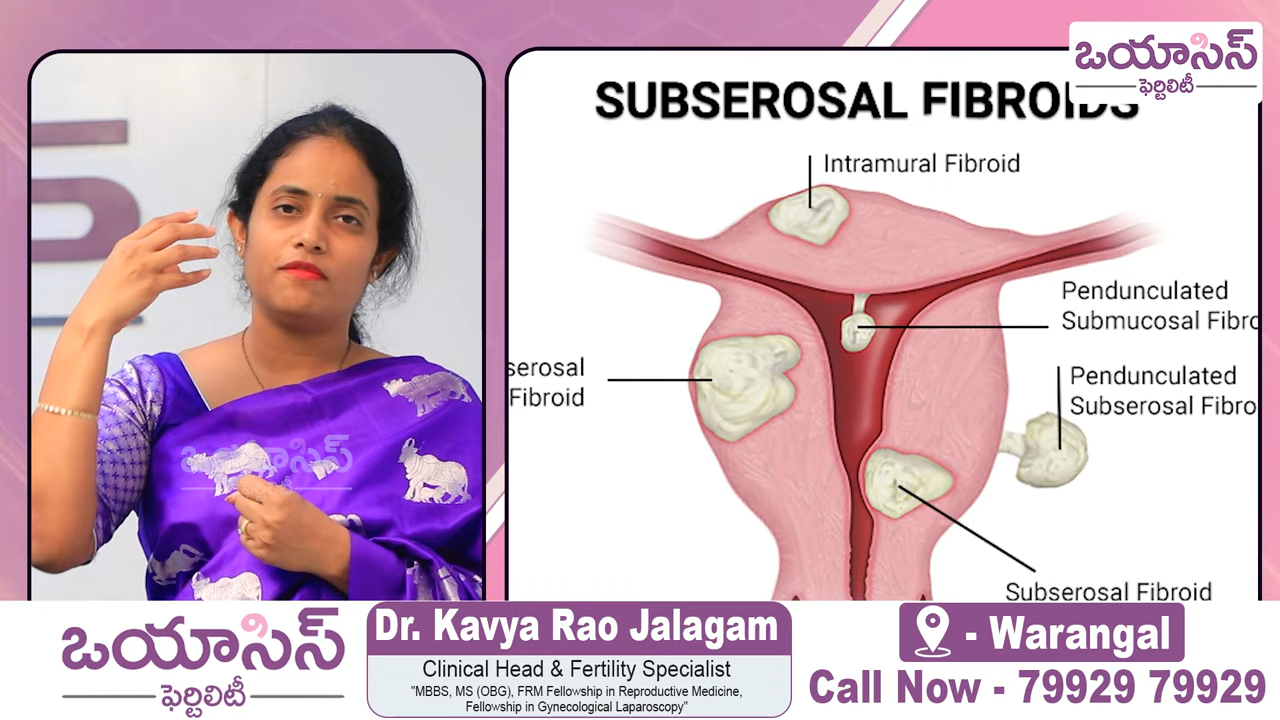 ఒయాసిస్
ఫెర్టిలిటీ
SUBSEROSAL FIBROIDS
Intramural Fibroid
Pendunculated
Submucosal Fibro
Pendunculated
Subserosal Fibro
serosal
Fibroid
Subserosal Fibroid
ఒయాసిస్
ఒయాసిస్
ఫెర్టిలిటీ
Dr. Kavya Rao Jalagam
Clinical Head & Fertility Specialist
"MBBS, MS (OBG), FRM Fellowship in Reproductive Medicine,
Fellowship in Gynecological Laparoscopy"
- Warangal
Call Now - 79929 79929